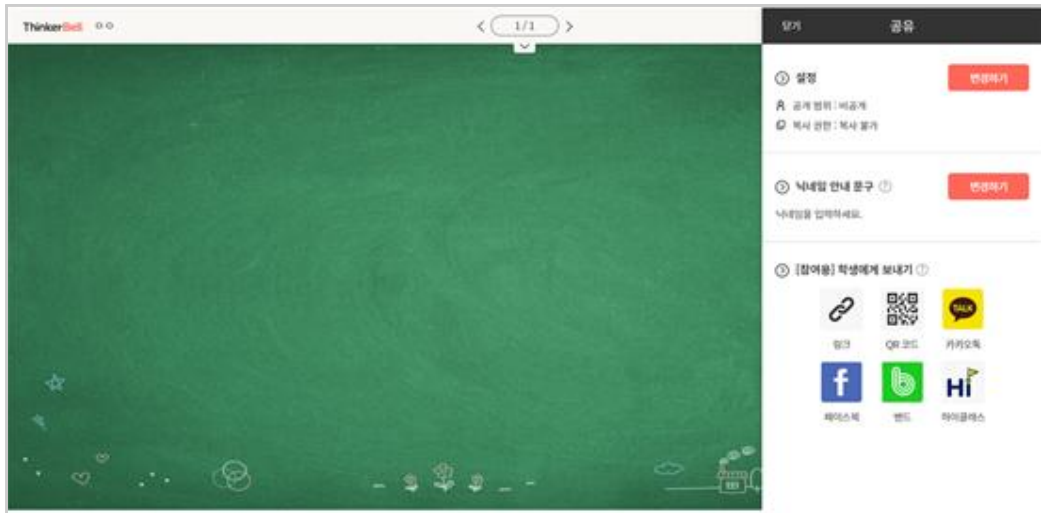 ThinkerBell ㅇㅇ
1/1
닫기
공유
설정
변경하기
공개 범위 : 비공개
복사 권한 : 복사 불가
닉네임 안내 문구 ?
변경하기
닉네임을 입력하세요.
[참여용] 학생에게 보내기 ?
TALK
링크
QR 코드
카카오톡
f
b
Hi
페이스북
밴드
하이클래스